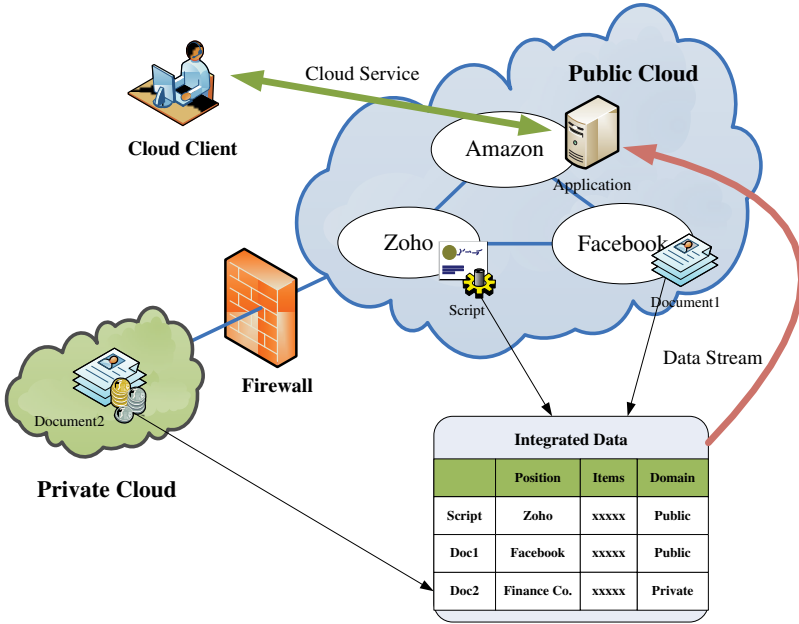 Cloud Service
Public Cloud
Cloud Client
Amazon
Application
Zoho
Facebook
Script
Document1
Firewall
Data Stream
Document2
Private Cloud
Integrated Data
Position Items Domain
Script Zoho xxxxx Public
Doc1 Facebook xxxxx Public
Doc2 Finance Co. xxxxx Private